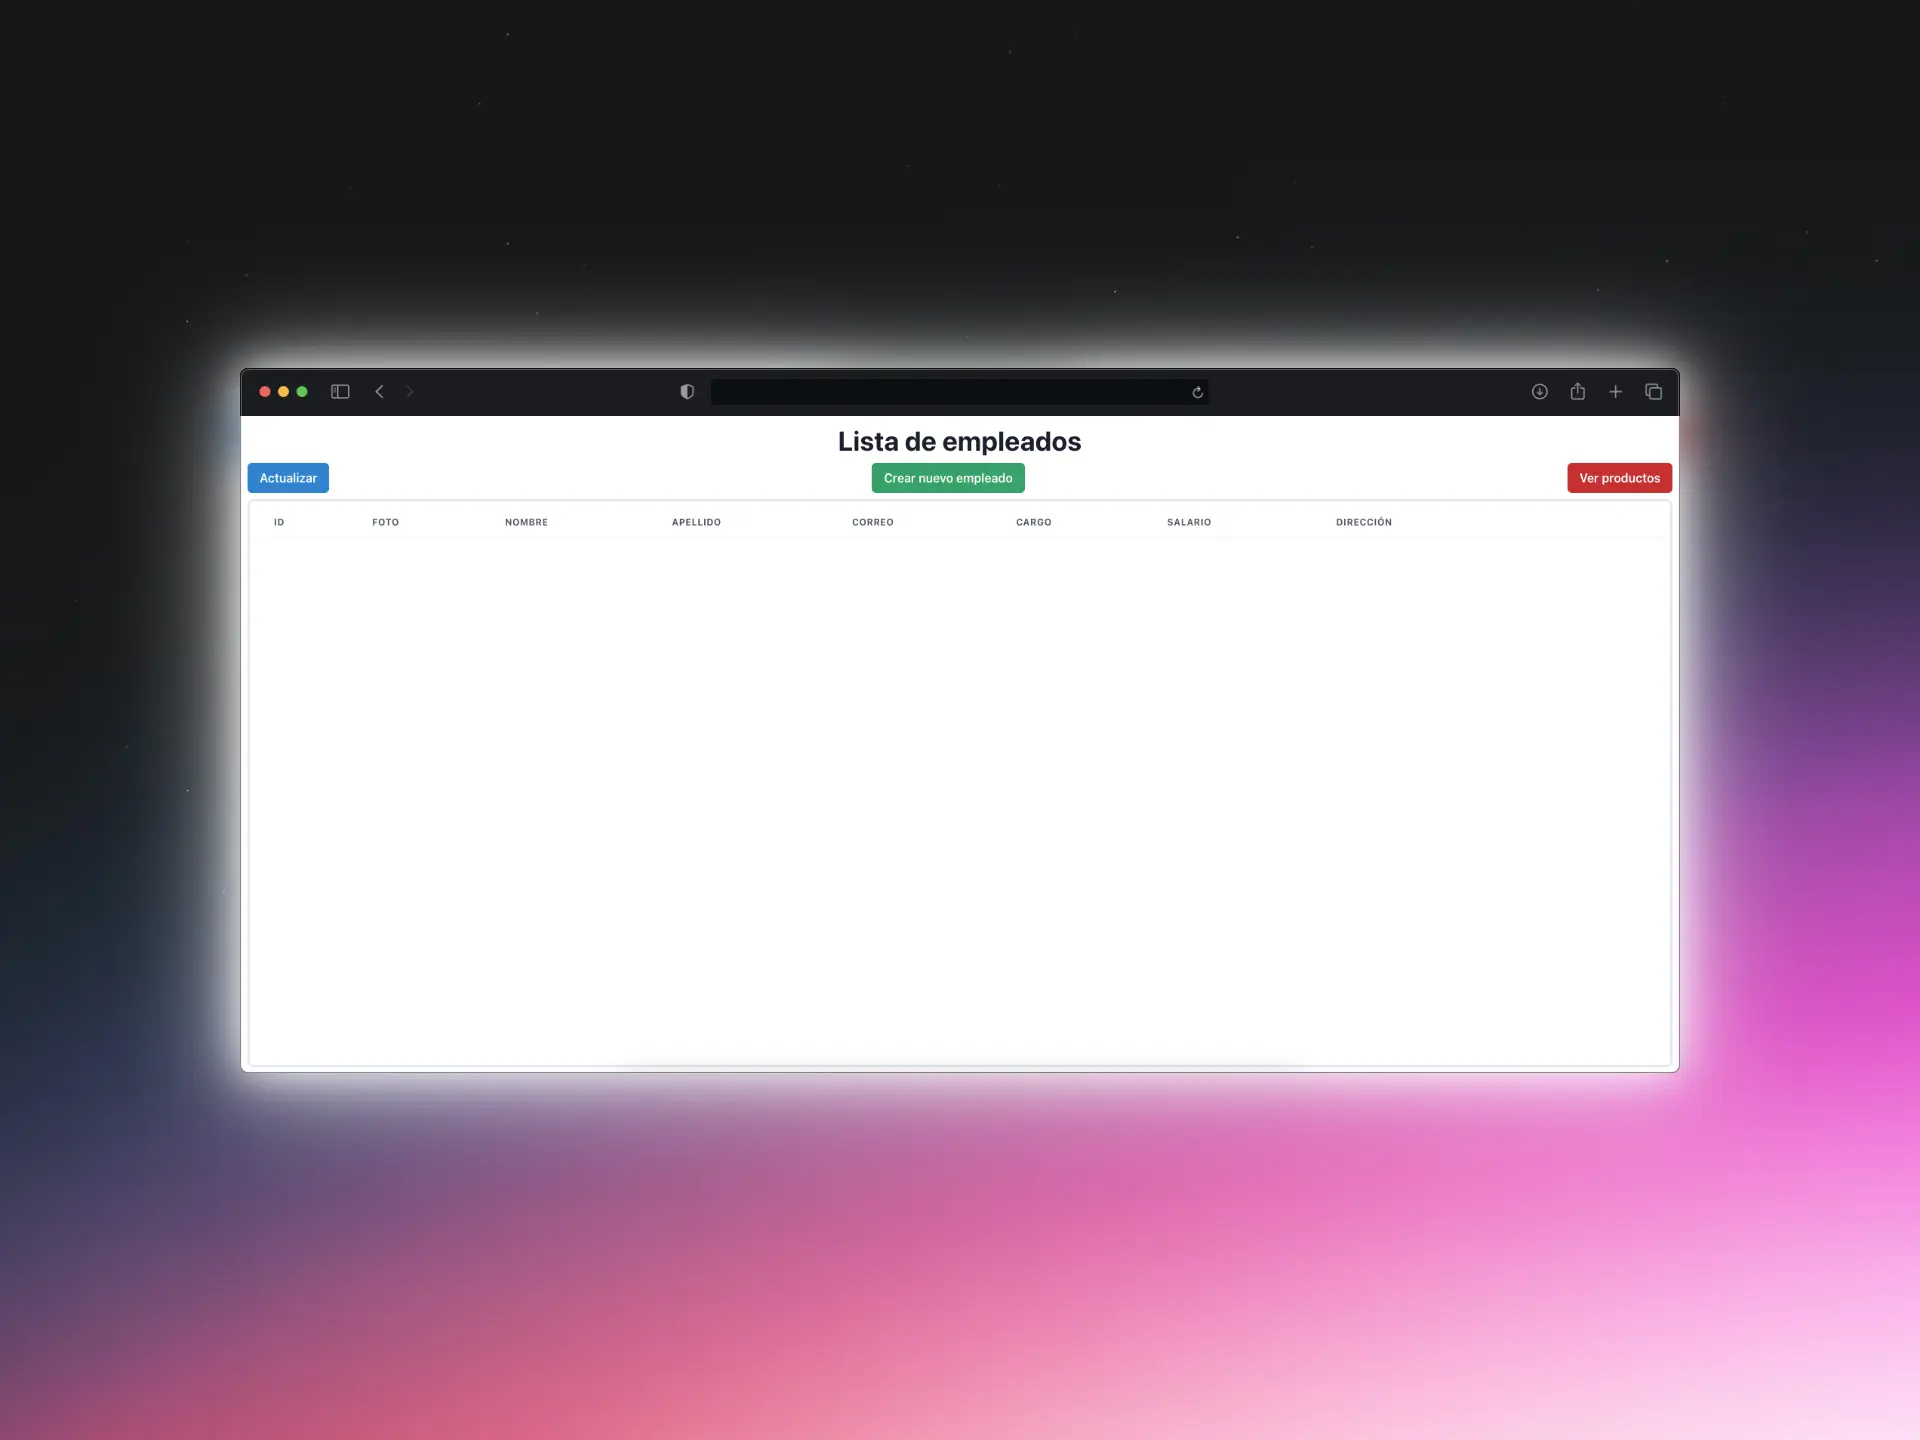 Lista de empleados
Actualizar Crear nuevo empleado Ver productos
ID FOTO NOMBRE APELLIDO CORREO CARGO SALARIO DIRECCIÓN